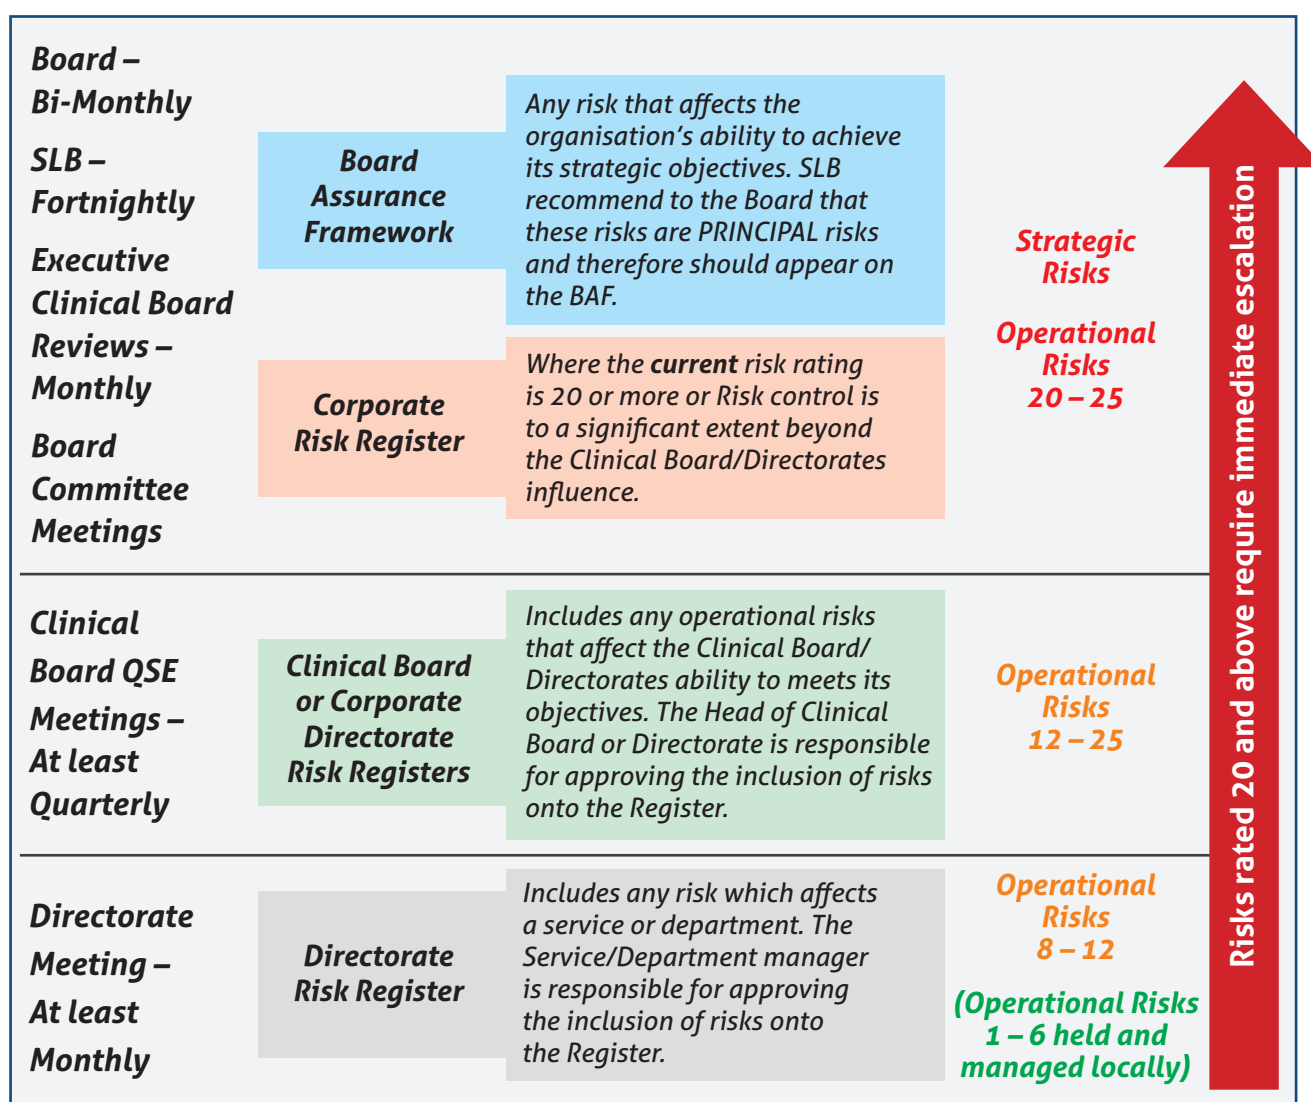 Board –
Bi-Monthly
SLB –
Fortnightly
Executive
Clinical Board
Reviews –
Monthly
Board
Committee
Meetings
Board
Assurance
Framework
Any risk that affects the
organisation's ability to achieve
its strategic objectives. SLB
recommend to the Board that
these risks are PRINCIPAL risks
and therefore should appear on
the BAF.
Corporate
Risk Register
Where the current risk rating
is 20 or more or Risk control is
to a significant extent beyond
the Clinical Board/Directorates
influence.
Strategic
Risks
Operational
Risks
20 – 25
Clinical
Board QSE
Meetings –
At least
Quarterly
Clinical Board
or Corporate
Directorate
Risk Registers
Includes any operational risks
that affect the Clinical Board/
Directorates ability to meets its
objectives. The Head of Clinical
Board or Directorate is responsible
for approving the inclusion of risks
onto the Register.
Operational
Risks
12 – 25
Directorate
Meeting –
At least
Monthly
Directorate
Risk Register
Includes any risk which affects
a service or department. The
Service/Department manager
is responsible for approving
the inclusion of risks onto
the Register.
Operational
Risks
8 – 12
(Operational Risks
1 – 6 held and
managed locally)
Risks rated 20 and above require immediate escalation